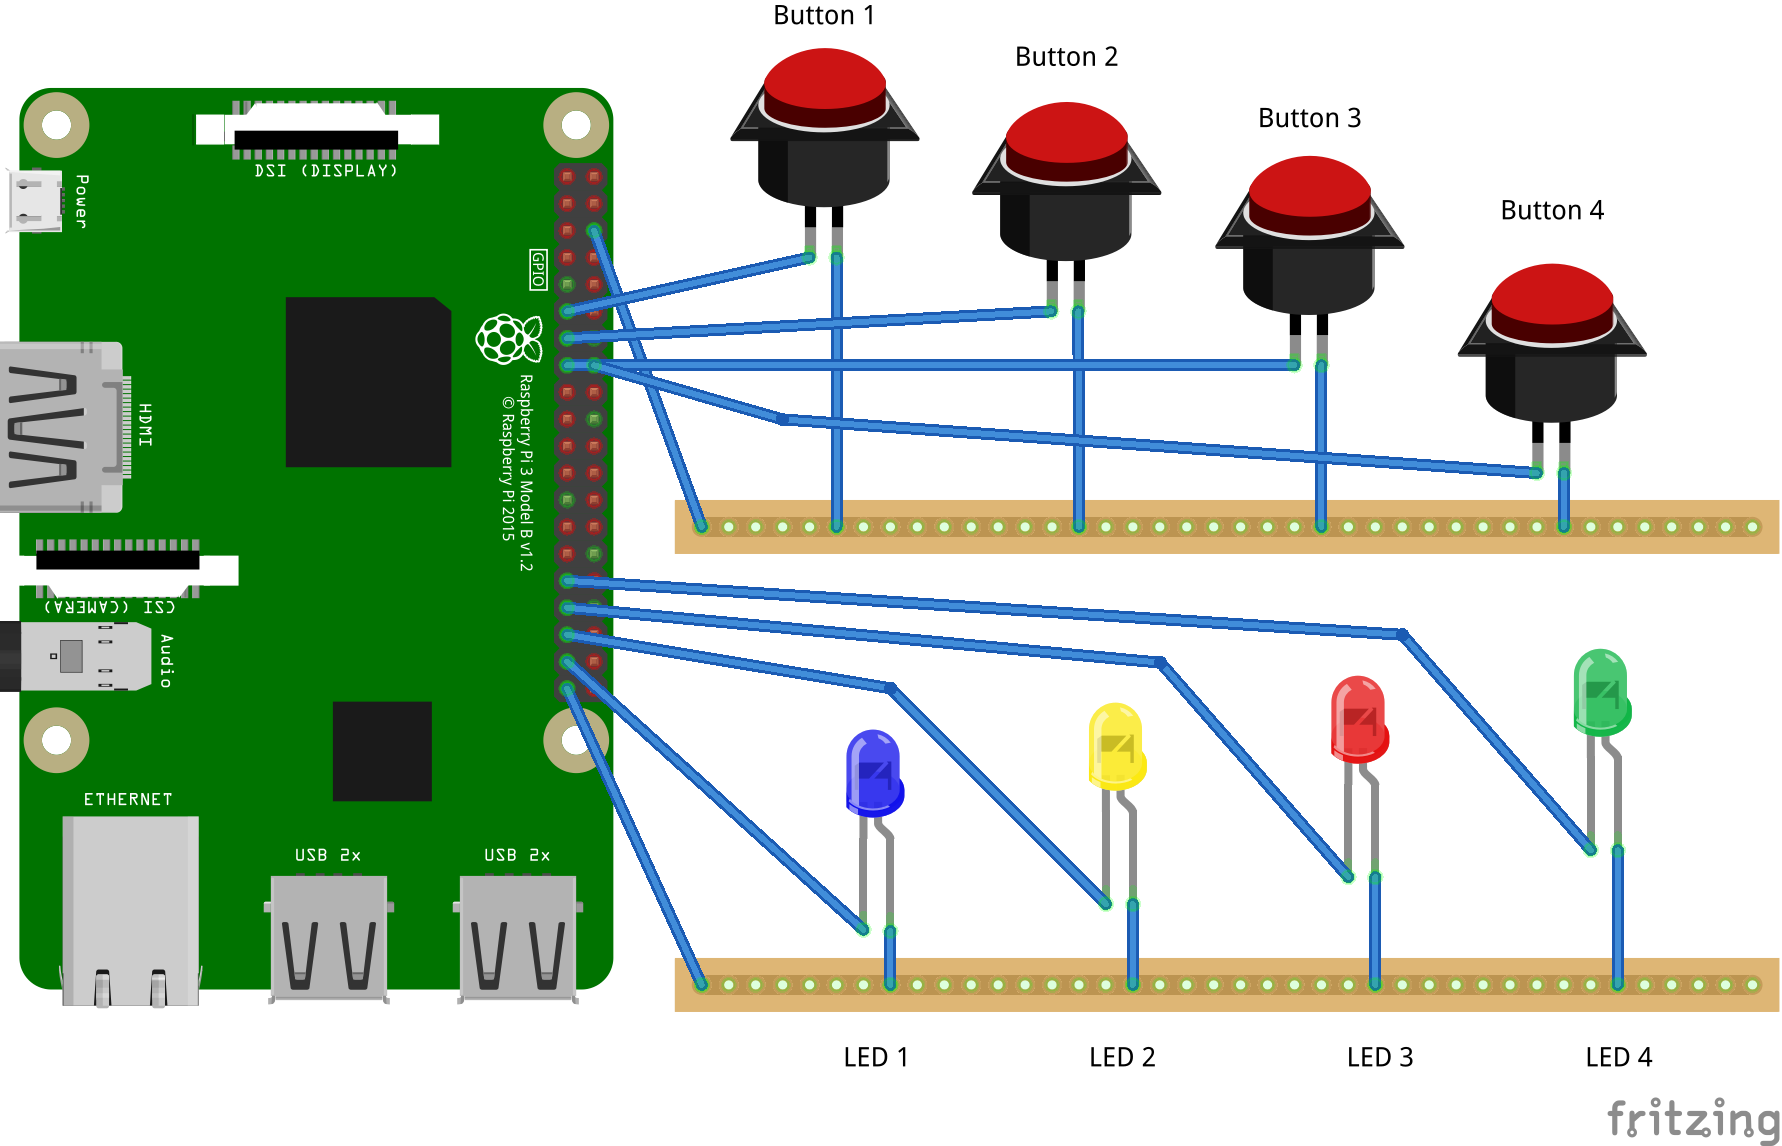 Button 1
Button 2
Button 3
Button 4
DSI (DISPLAY)
Power
GPIO
HDMI
Raspberry Pi 3 Model B v1.2
© Raspberry Pi 2015
CSI (CAMERA)
Audio
ETHERNET
USB 2x
USB 2x
LED 1
LED 2
LED 3
LED 4
fritzing